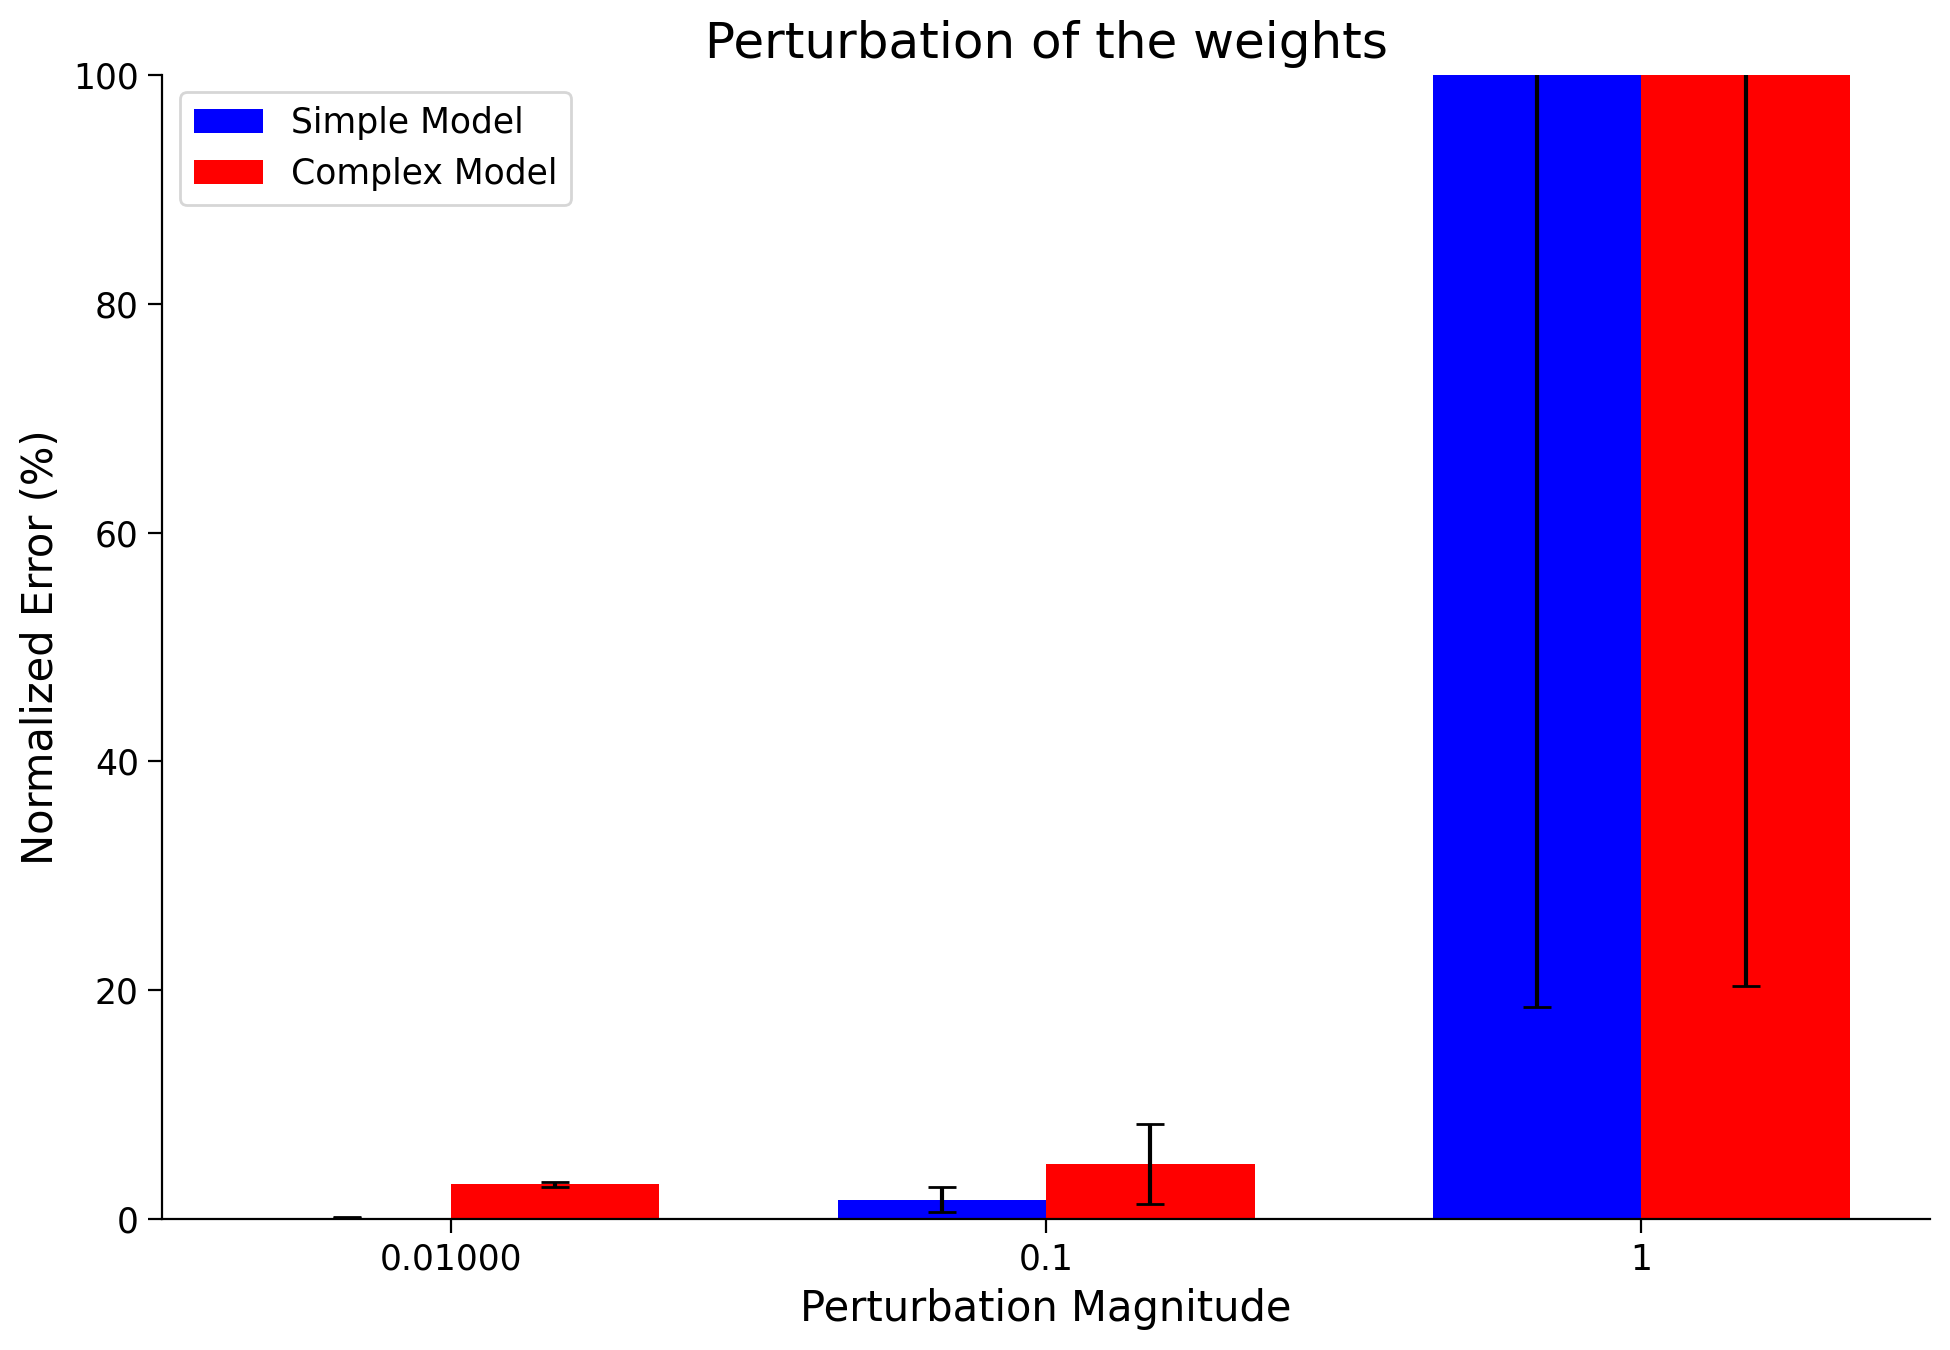 Perturbation of the weights
100
80
60
40
20
0
Normalized Error (%)
Simple Model
Complex Model
0.01000
0.1
1
Perturbation Magnitude